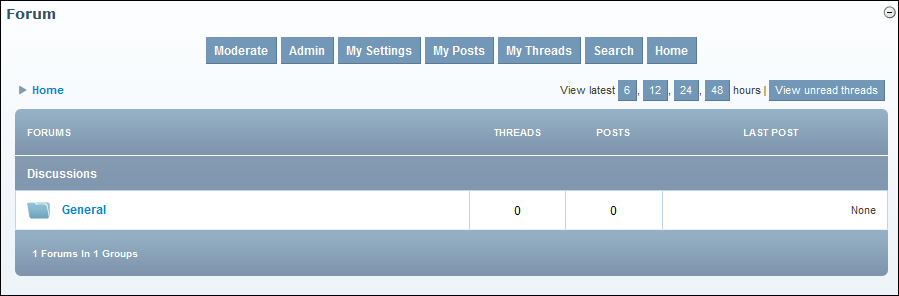 Forum
Moderate Admin My Settings My Posts My Threads Search Home
Home View latest 6, 12, 24, 48 hours | View unread threads
FORUMS THREADS POSTS LAST POST
Discussions
General 0 0 None
1 Forums In 1 Groups